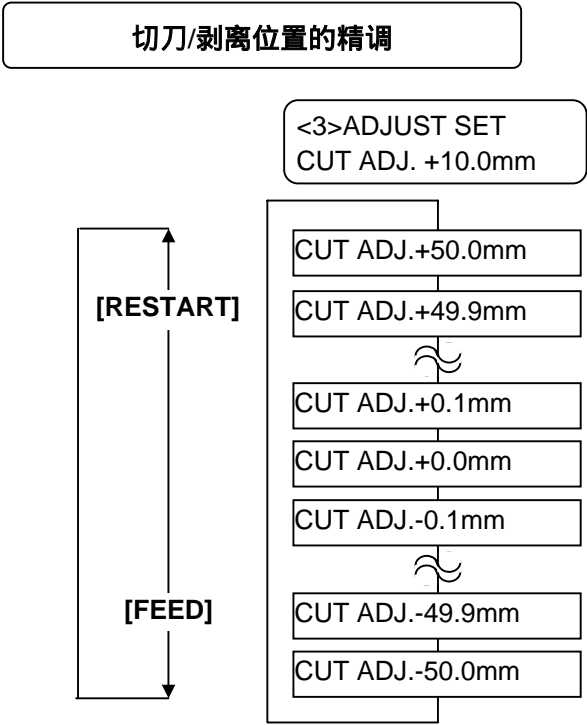 切刀/剥离位置的精调
<3>ADJUST SET
CUT ADJ. +10.0mm
CUT ADJ.+50.0mm
[RESTART]
CUT ADJ.+49.9mm
CUT ADJ.+0.1mm
CUT ADJ.+0.0mm
CUT ADJ.-0.1mm
[FEED]
CUT ADJ.-49.9mm
CUT ADJ.-50.0mm